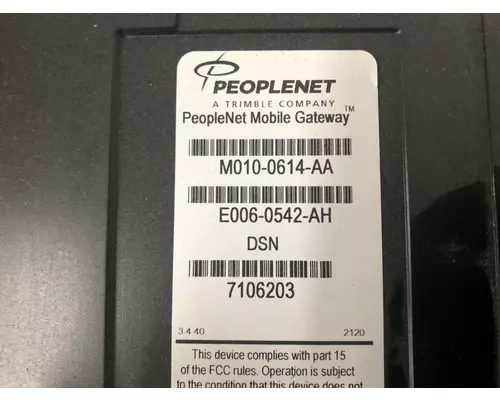 PEOPLENET
A TRIMBLE COMPANY
PeopleNet Mobile Gateway™
M010-0614-AA
E006-0542-AH
DSN
7106203
3 4 40 2120
This device complies with part 15
of the FCC rules. Operation is subject
to the condition that this device does not